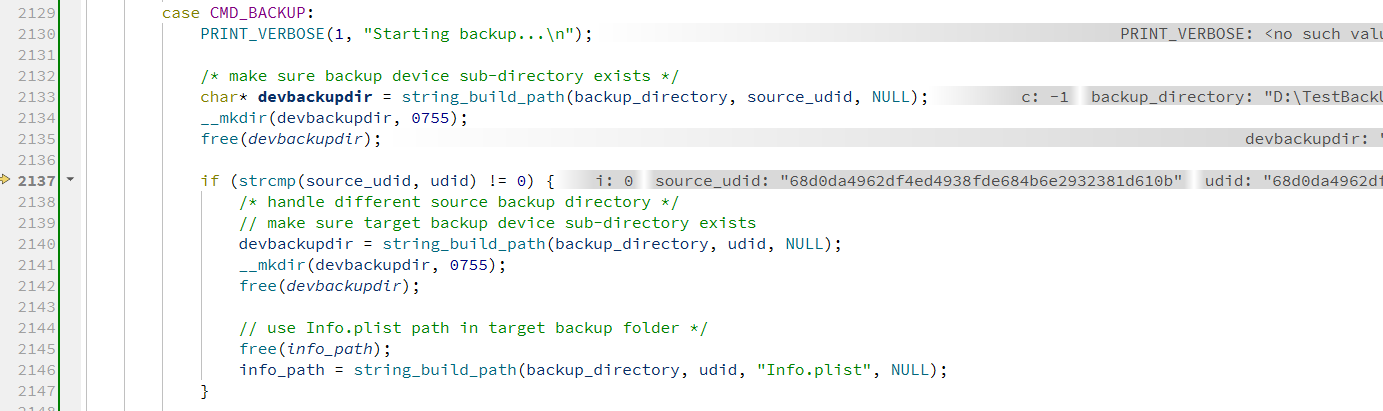 2129 case CMD_BACKUP:
2130 PRINT_VERBOSE(1, "Starting backup...\n"); PRINT_VERBOSE: <no such valu
2131
2132 /* make sure backup device sub-directory exists */
2133 char* devbackupdir = string_build_path(backup_directory, source_udid, NULL); c: -1 backup_directory: "D:\TestBackU
2134 __mkdir(devbackupdir, 0755);
2135 free(devbackupdir); devbackupdir: "
2136
2137 if (strcmp(source_udid, udid) != 0) { i: 0 source_udid: "68d0da4962df4ed4938fde684b6e2932381d610b" udid: "68d0da4962df
2138 /* handle different source backup directory */
2139 // make sure target backup device sub-directory exists
2140 devbackupdir = string_build_path(backup_directory, udid, NULL);
2141 __mkdir(devbackupdir, 0755);
2142 free(devbackupdir);
2143
2144 // use Info.plist path in target backup folder */
2145 free(info_path);
2146 info_path = string_build_path(backup_directory, udid, "Info.plist", NULL);
2147 }